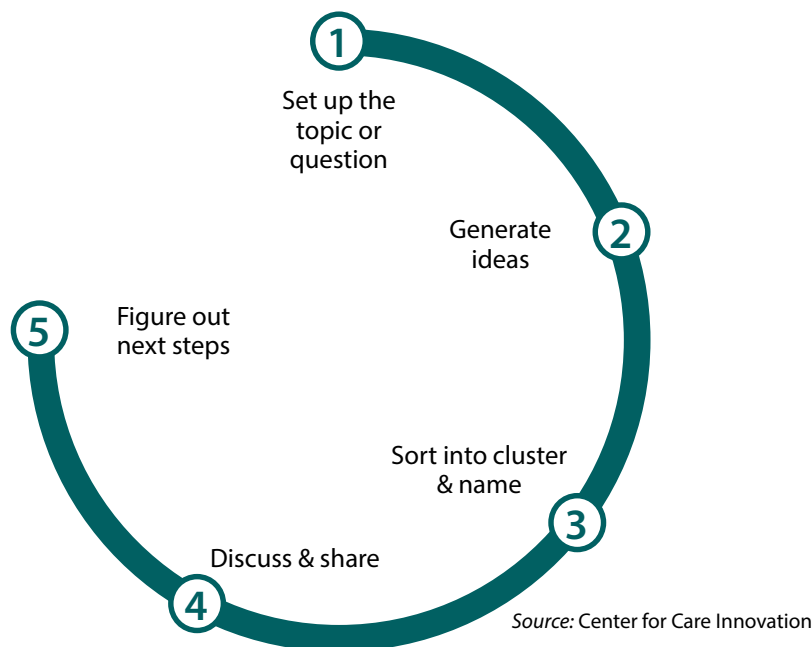 1
Set up the
topic or
question
2
Generate
ideas
3
Sort into cluster
& name
4
Discuss & share
5
Figure out
next steps
Source: Center for Care Innovation